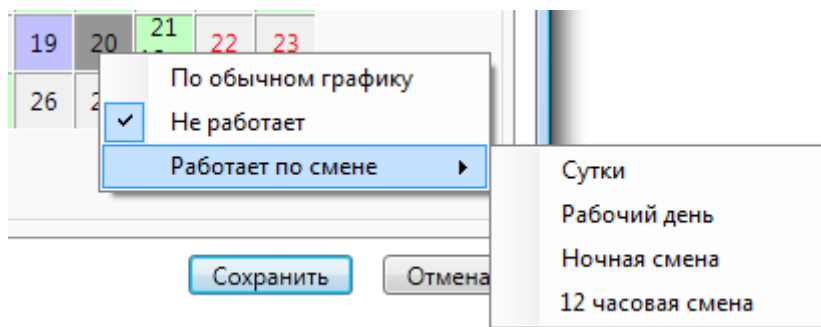 21
19 20 22 23
По обычном графику
26
Не работает
Работает по смене
Сутки
Рабочий день
Ночная смена
12 часовая смена
Сохранить Отмена